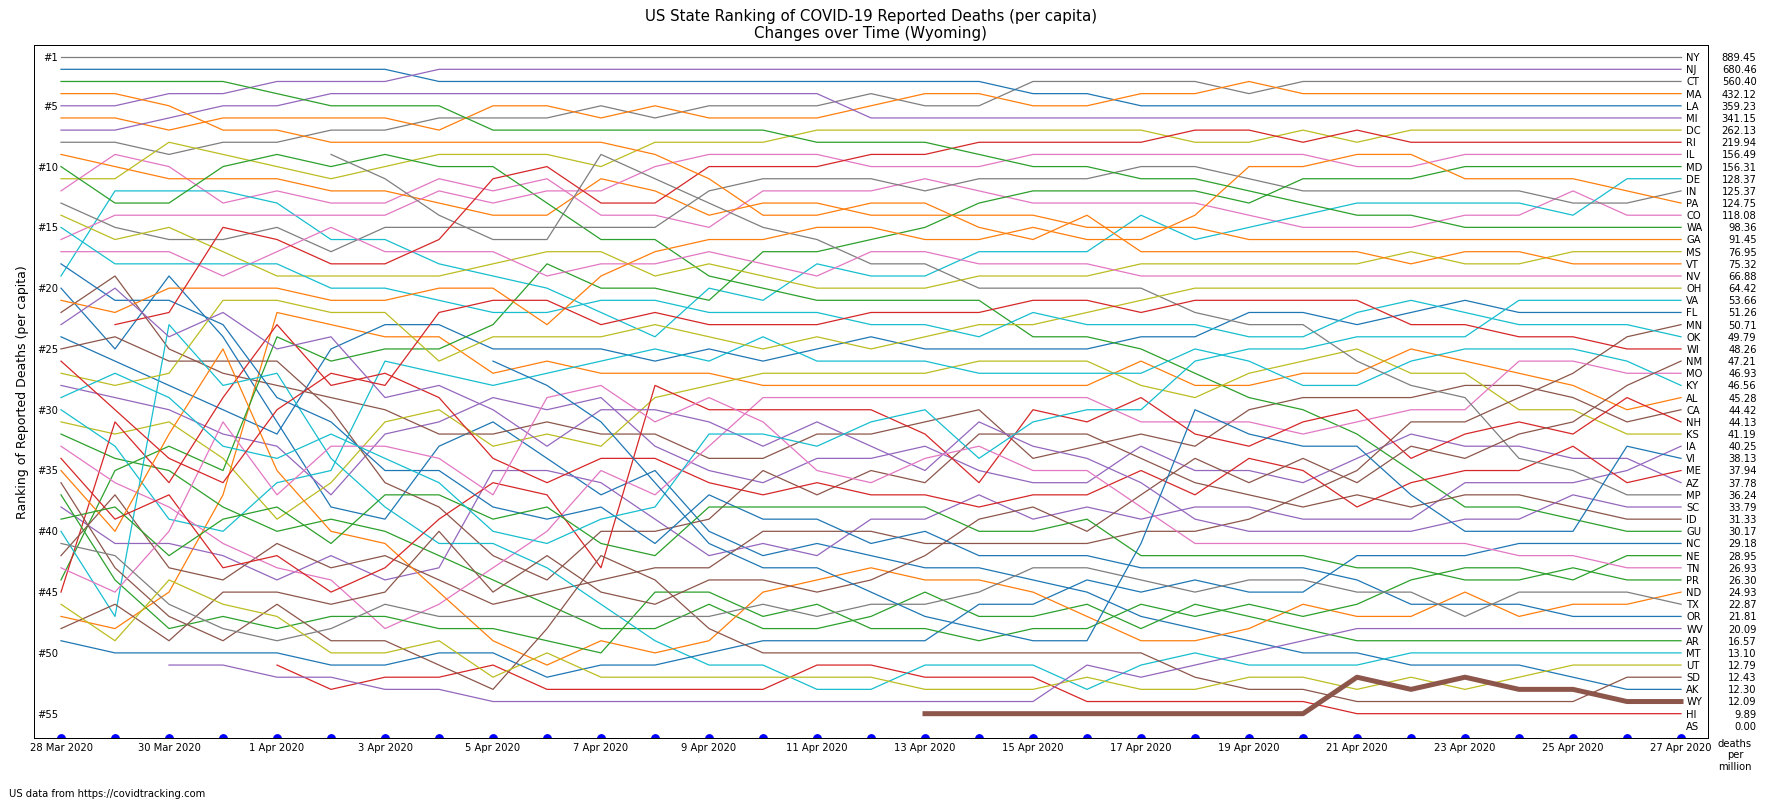 US State Ranking of COVID-19 Reported Deaths (per capita)
Changes over Time (Wyoming)
Ranking of Reported Deaths (per capita)
#1
#5
#10
#15
#20
#25
#30
#35
#40
#45
#50
#55
NY 889.45
NJ 680.46
CT 560.40
MA 432.12
LA 359.23
MI 341.15
DC 262.13
RI 219.94
IL 156.49
MD 156.31
DE 128.37
IN 125.37
PA 124.75
CO 118.08
WA 98.36
GA 91.45
MS 76.95
VT 75.32
NV 66.88
OH 64.42
VA 53.66
FL 51.26
MN 50.71
OK 49.79
WI 48.26
NM 47.21
MO 46.93
KY 46.56
AL 45.28
CA 44.42
NH 44.13
KS 41.19
IA 40.25
VI 38.13
ME 37.94
AZ 37.78
MP 36.24
SC 33.79
ID 31.33
GU 30.17
NC 29.18
NE 28.95
TN 26.93
PR 26.30
ND 24.93
TX 22.87
OR 21.81
WV 20.09
AR 16.57
MT 13.10
UT 12.79
SD 12.43
AK 12.30
WY 12.09
HI 9.89
AS 0.00
28 Mar 2020 30 Mar 2020 1 Apr 2020 3 Apr 2020 5 Apr 2020 7 Apr 2020 9 Apr 2020 11 Apr 2020 13 Apr 2020 15 Apr 2020 17 Apr 2020 19 Apr 2020 21 Apr 2020 23 Apr 2020 25 Apr 2020 27 Apr 2020
deaths
per
million
US data from https://covidtracking.com